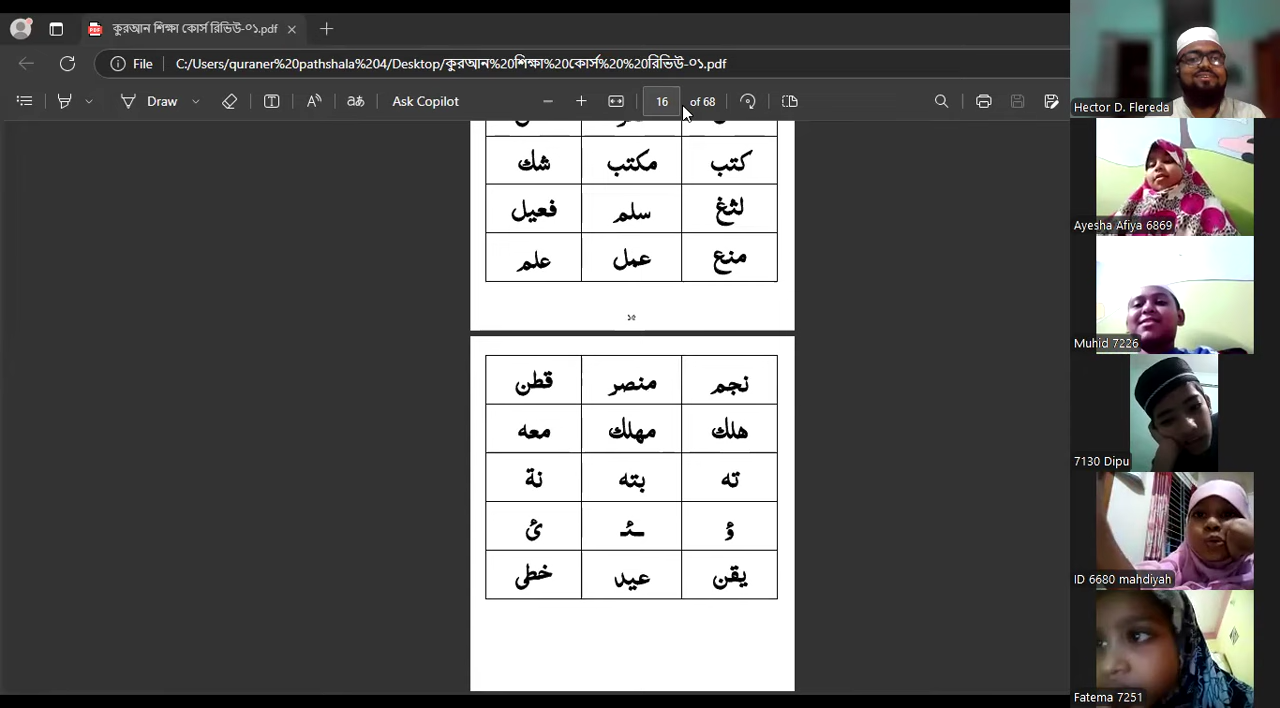 কুরআন শিক্ষা কোর্স রিভিউ-০১.pdf
File C:/Users/quraner%20pathshala%204/Desktop/কুরআন%20শিক্ষা%20কোর্স%20%20রিভিউ-০১.pdf
Draw aあ Ask Copilot 16 of 68
كتب مكتب شك
لثغ سلم فعيل
منع عمل علم
১৫
نجم منصر قطن
هلك مهلك معه
ته بته نة
ؤ ـئـ ئ
يقن عيد خطى
Hector D. Flereda
Ayesha Afiya 6869
Muhid 7226
7130 Dipu
ID 6680 mahdiyah
Fatema 7251